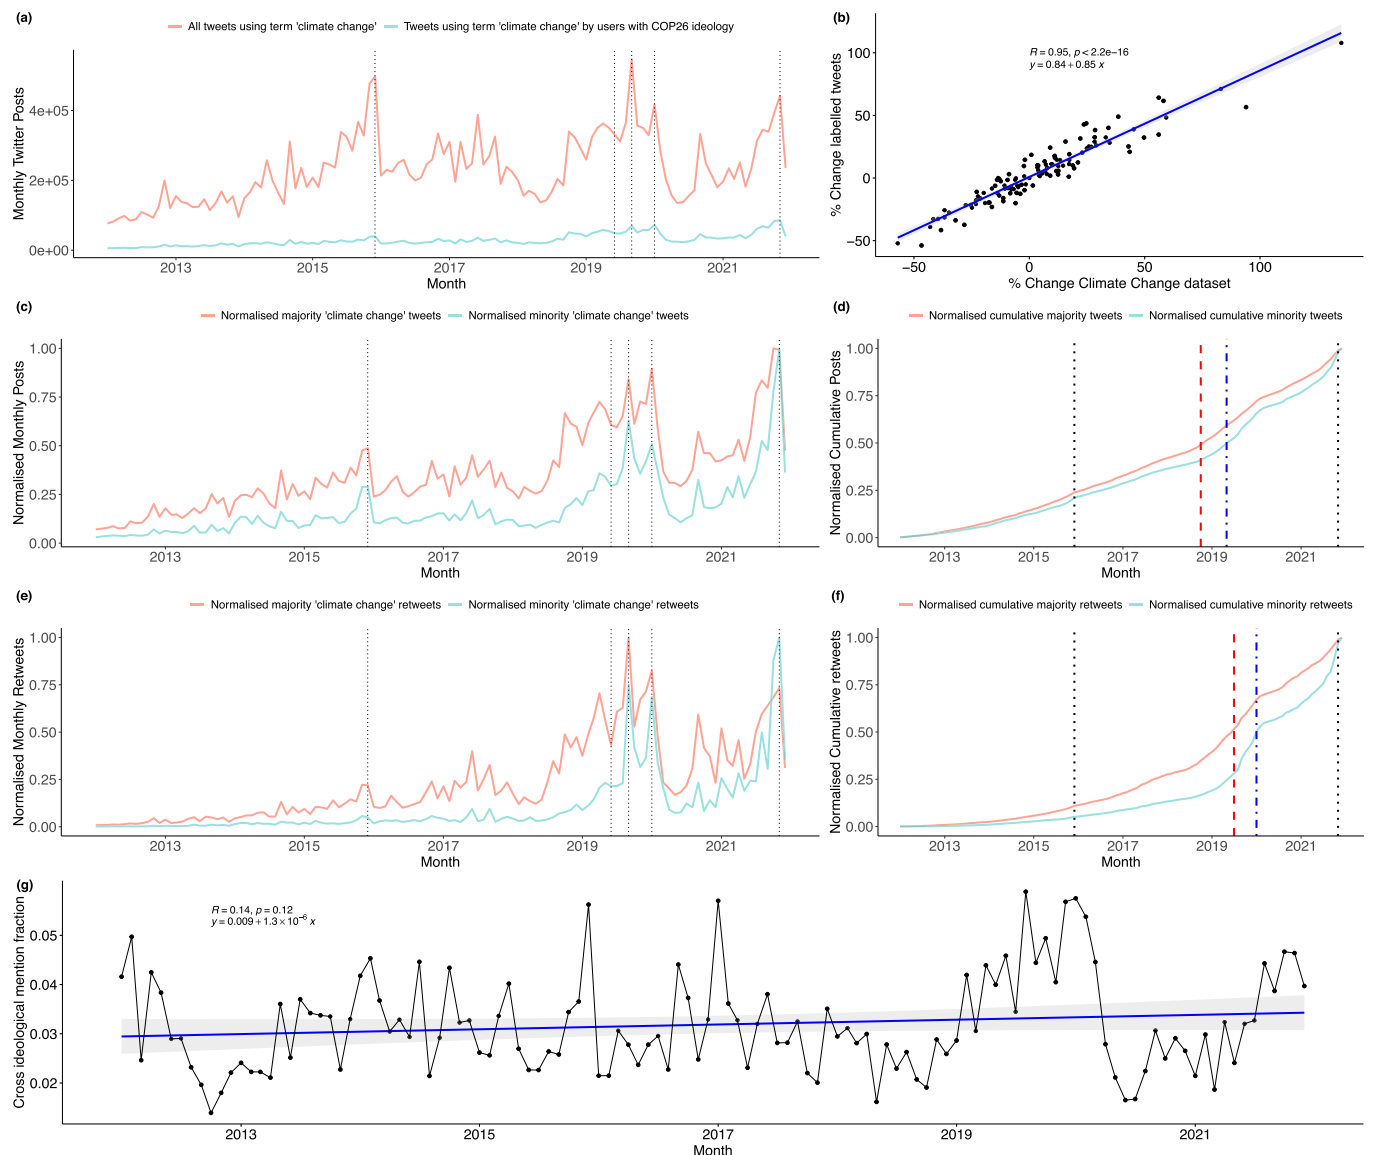 (a)
All tweets using term 'climate change'
Tweets using term 'climate change' by users with COP26 ideology
Monthly Twitter Posts
4e+05
2e+05
0e+00
2013
2015
2017
2019
2021
Month
(b)
R = 0.95, p < 2.2e−16
y = 0.84 + 0.85 x
% Change labelled tweets
100
50
0
−50
−50
0
50
100
% Change Climate Change dataset
(c)
Normalised majority 'climate change' tweets
Normalised minority 'climate change' tweets
Normalised Monthly Posts
1.00
0.75
0.50
0.25
0.00
2013
2015
2017
2019
2021
Month
(d)
Normalised cumulative majority tweets
Normalised cumulative minority tweets
Normalised Cumulative Posts
1.00
0.75
0.50
0.25
0.00
2013
2015
2017
2019
2021
Month
(e)
Normalised majority 'climate change' retweets
Normalised minority 'climate change' retweets
Normalised Monthly Retweets
1.00
0.75
0.50
0.25
0.00
2013
2015
2017
2019
2021
Month
(f)
Normalised cumulative majority retweets
Normalised cumulative minority retweets
Normalised Cumulative retweets
1.00
0.75
0.50
0.25
0.00
2013
2015
2017
2019
2021
Month
(g)
R = 0.14, p = 0.12
y = 0.009 + 1.3 × 10⁻⁶ x
Cross ideological mention fraction
0.05
0.04
0.03
0.02
2013
2015
2017
2019
2021
Month